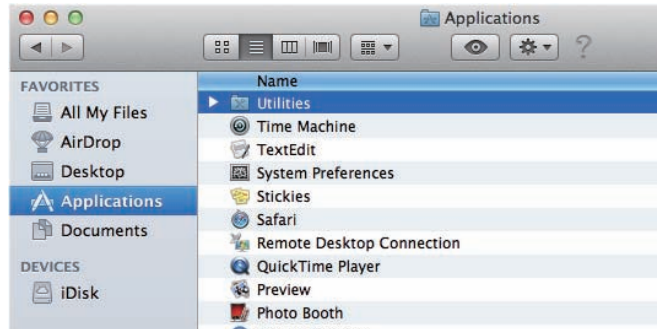 Applications
?
FAVORITES
All My Files
AirDrop
Desktop
Applications
Documents
DEVICES
iDisk
Name
Utilities
Time Machine
TextEdit
System Preferences
Stickies
Safari
Remote Desktop Connection
QuickTime Player
Preview
Photo Booth